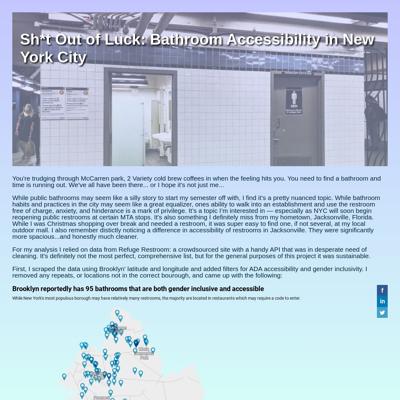 Sh*t Out of Luck: Bathroom Accessibility in New
York City
You're trudging through McCarren park, 2 Variety cold brew coffees in when the feeling hits you. You need to find a bathroom and
time is running out. We've all have been there... or I hope it's not just me...
While public bathrooms may seem like a silly story to start my semester off with, I find it's a pretty nuanced topic. While bathroom
habits and practices in the city may seem like a great equalizer, ones ability to walk into an establishment and use the restroom
free of charge, anxiety, and hinderance is a mark of privilege. It's a topic I'm interested in — especially as NYC will soon begin
reopening public restrooms at certain MTA stops. It's also something I definitely miss from my hometown, Jacksonville, Florida.
While I was Christmas shopping over break and needed a restroom, it was super easy to find one, if not several, at my local
outdoor mall. I also remember distictly noticing a difference in accessibility of restrooms in Jacksonville. They were significantly
more spacious...and honestly much cleaner.
For my analysis I relied on data from Refuge Restroom: a crowdsourced site with a handy API that was in desperate need of
cleaning. It's definitely not the most perfect, comprehensive list, but for the general purposes of this project it was sustainable.
First, I scraped the data using Brooklyn' latitude and longitude and added filters for ADA accessibility and gender inclusivity. I
removed any repeats, or locations not in the correct bourough, and came up with the following:
Brooklyn reportedly has 95 bathrooms that are both gender inclusive and accessible
While New York's most populous borough may have relatively many restrooms, the majority are located in restaurants which may require a code to enter.